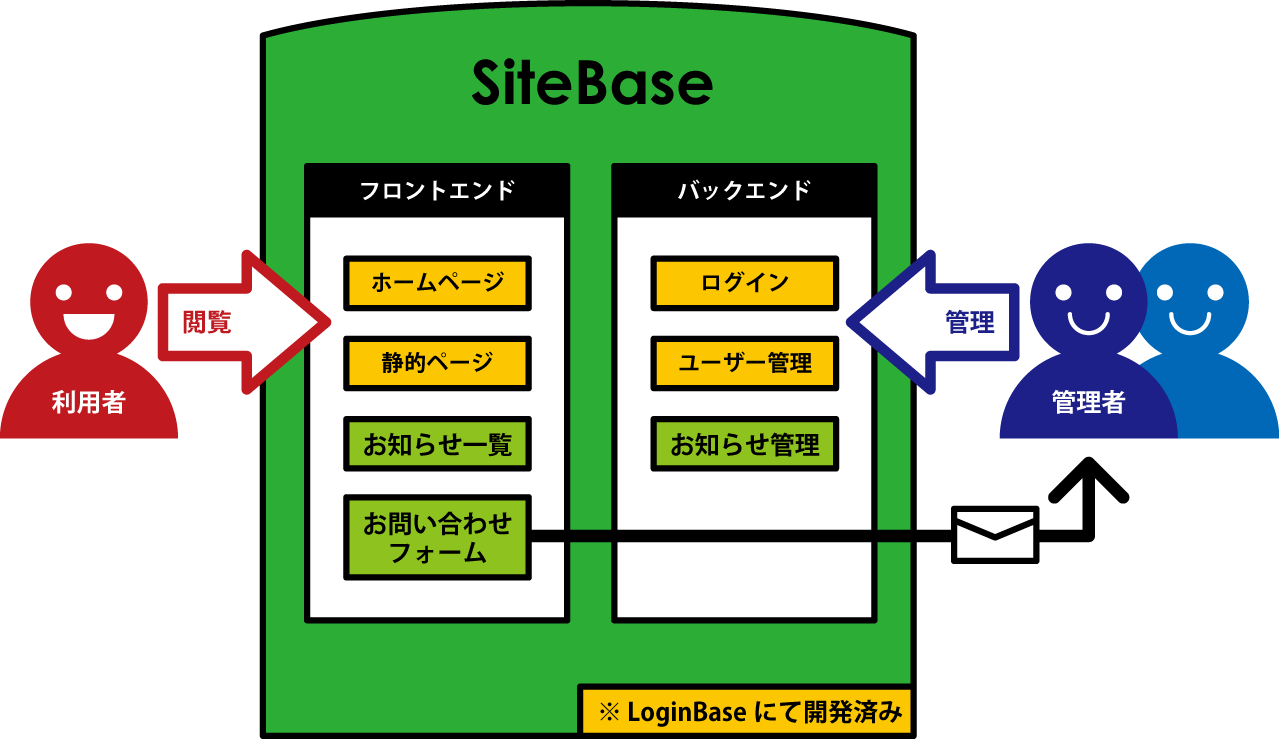 SiteBase
フロントエンド
バックエンド
ホームページ
ログイン
閲覧
管理
静的ページ
ユーザー管理
利用者
管理者
お知らせ一覧
お知らせ管理
お問い合わせ
フォーム
※ LoginBase にて開発済み